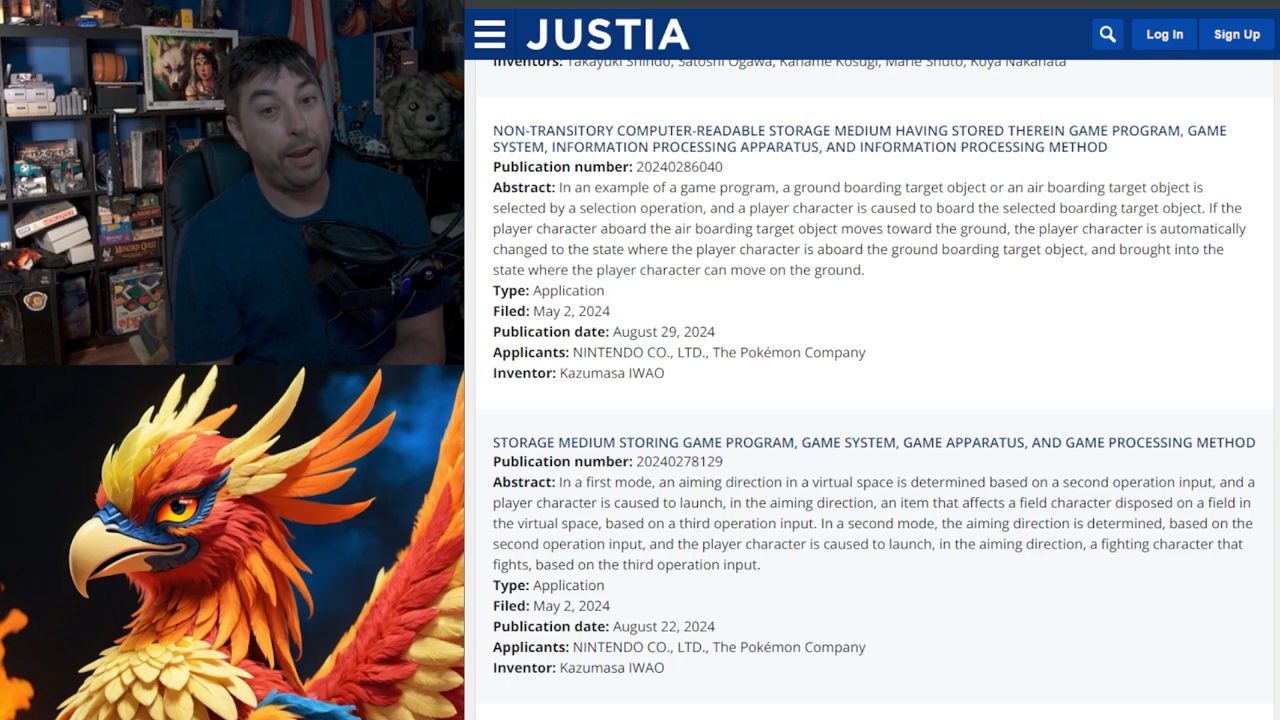 JUSTIA
Log In
Sign Up
Inventors: Takayuki Shindo, Satoshi Ogawa, Kaname Kosugi, Marie Shuto, Koya Nakahata
NON-TRANSITORY COMPUTER-READABLE STORAGE MEDIUM HAVING STORED THEREIN GAME PROGRAM, GAME
SYSTEM, INFORMATION PROCESSING APPARATUS, AND INFORMATION PROCESSING METHOD
Publication number: 20240286040
Abstract: In an example of a game program, a ground boarding target object or an air boarding target object is
selected by a selection operation, and a player character is caused to board the selected boarding target object. If the
player character aboard the air boarding target object moves toward the ground, the player character is automatically
changed to the state where the player character is aboard the ground boarding target object, and brought into the
state where the player character can move on the ground.
Type: Application
Filed: May 2, 2024
Publication date: August 29, 2024
Applicants: NINTENDO CO., LTD., The Pokémon Company
Inventor: Kazumasa IWAO
STORAGE MEDIUM STORING GAME PROGRAM, GAME SYSTEM, GAME APPARATUS, AND GAME PROCESSING METHOD
Publication number: 20240278129
Abstract: In a first mode, an aiming direction in a virtual space is determined based on a second operation input, and a
player character is caused to launch, in the aiming direction, an item that affects a field character disposed on a field in
the virtual space, based on a third operation input. In a second mode, the aiming direction is determined, based on the
second operation input, and the player character is caused to launch, in the aiming direction, a fighting character that
fights, based on the third operation input.
Type: Application
Filed: May 2, 2024
Publication date: August 22, 2024
Applicants: NINTENDO CO., LTD., The Pokémon Company
Inventor: Kazumasa IWAO